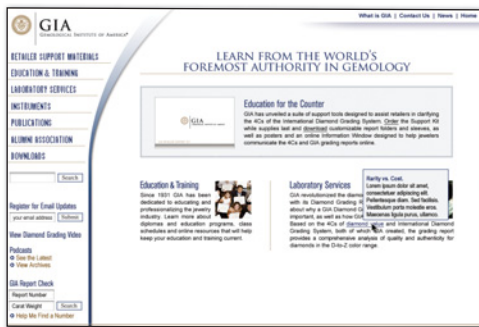 GIA
GEMOLOGICAL INSTITUTE OF AMERICA®
What is GIA | Contact Us | News | Home
RETAILER SUPPORT MATERIALS
EDUCATION & TRAINING
LABORATORY SERVICES
INSTRUMENTS
PUBLICATIONS
ALUMNI ASSOCIATION
DOWNLOADS
Search
Register for Email Updates
your email address Submit
View Diamond Grading Video
Podcasts
See the Latest
View Archives
GIA Report Check
Report Number
Carat Weight Search
Help Me Find a Number
LEARN FROM THE WORLD'S
FOREMOST AUTHORITY IN GEMOLOGY
GIA
Education for the Counter
GIA has unveiled a suite of support tools designed to assist retailers in clarifying
the 4Cs of the International Diamond Grading System. Order the Support Kit
while supplies last and download customizable report folders and sleeves, as
well as posters and an online information Window designed to help jewelers
communicate the 4Cs and GIA grading reports online.
Education & Training
Since 1931 GIA has been
dedicated to educating and
professionalizing the jewelry
industry. Learn more about
diplomas and education programs, class
schedules and online resources that will help
keep your education and training current.
Laboratory Services
GIA revolutionized the diam
with its Diamond Grading R
about why a GIA Diamond G
important, as well as how GIA
Based on the 4Cs of diamond value and International Diamond
Grading System, both of which GIA created, the grading report
provides a comprehensive analysis of quality and authenticity for
diamonds in the D-to-Z color range.
Rarity vs. Cost.
Lorem ipsum dolor sit amet,
consectetuer adipiscing elit.
Pellentesque diam. Sed facilisis.
Vestibulum porta molestie eros.
Maecenas ligula purus, ullamco.